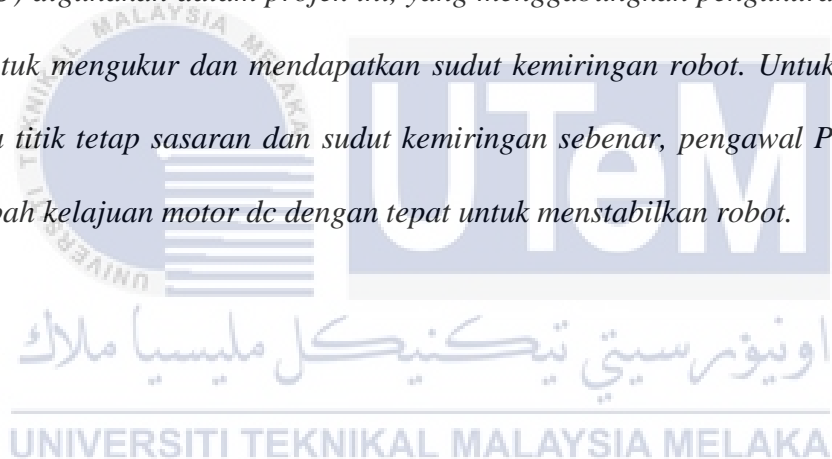 digunakan dalam projek ini, yang menggabungkan
tuk mengukur dan mendapatkan sudut kemiringan robot. Untuk
titik tetap sasaran dan sudut kemiringan sebenar, pengawal P
bah kelajuan motor dc dengan tepat untuk menstabilkan robot.
UTeM
اونيۏرسيتي تيكنيكل مليسيا ملاك
UNIVERSITI TEKNIKAL MALAYSIA MELAKA